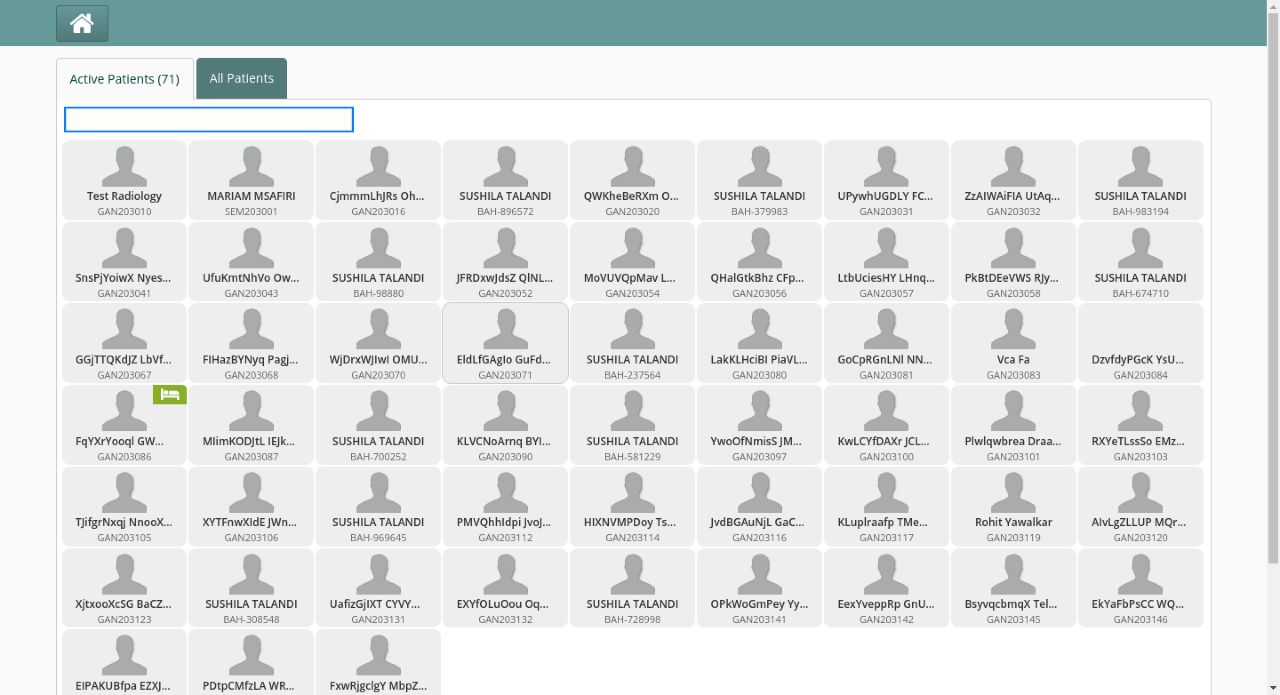 Active Patients (71)
All Patients
Test Radiology
GAN203010
MARIAM MSAFIRI
SEM203001
CjmmmLhJRs Oh...
GAN203016
SUSHILA TALANDI
BAH-896572
QWKheBeRXm O...
GAN203020
SUSHILA TALANDI
BAH-379983
UPywhUGDLY FC...
GAN203031
ZzAIWAiFIA UtAq...
GAN203032
SUSHILA TALANDI
BAH-983194
SnsPjYoiwX Nyes...
GAN203041
UfuKmtNhVo Ow...
GAN203043
SUSHILA TALANDI
BAH-98880
JFRDxwJdsZ QlNL...
GAN203052
MoVUVQpMav L...
GAN203054
QHalGtkBhz CFp...
GAN203056
LtbUciesHY LHnq...
GAN203057
PkBtDEeVWS RJy...
GAN203058
SUSHILA TALANDI
BAH-674710
GGjTTQKdJZ LbVf...
GAN203067
FIHazBYNyq Pagj...
GAN203068
WjDrxWJIwI OMU...
GAN203070
EldLfGAgIo GuFd...
GAN203071
SUSHILA TALANDI
BAH-237564
LakKLHciBI PiaVL...
GAN203080
GoCpRGnLNl NN...
GAN203081
Vca Fa
GAN203083
DzvfdyPGcK YsU...
GAN203084
FqYXrYooql GW...
GAN203086
MIimKODJtL IEJk...
GAN203087
SUSHILA TALANDI
BAH-700252
KLVCNoArnq BYI...
GAN203090
SUSHILA TALANDI
BAH-581229
YwoOfNmisS JM...
GAN203097
KwLCYfDAXr JCL...
GAN203100
Plwlqwbrea Draa...
GAN203101
RXYeTLssSo EMz...
GAN203103
TJifgrNxqj NnooX...
GAN203105
XYTFnwXIdE JWn...
GAN203106
SUSHILA TALANDI
BAH-969645
PMVQhhIdpi JvoJ...
GAN203112
HIXNVMPDoy Ts...
GAN203114
JvdBGAuNjL GaC...
GAN203116
KLuplraafp TMe...
GAN203117
Rohit Yawalkar
GAN203119
AIvLgZLLUP MQr...
GAN203120
XjtxooXcSG BaCZ...
GAN203123
SUSHILA TALANDI
BAH-308548
UafizGjIXT CYVY...
GAN203131
EXYfOLuOou Oq...
GAN203132
SUSHILA TALANDI
BAH-728998
OPkWoGmPey Yy...
GAN203141
EexYveppRp GnU...
GAN203142
BsyvqcbmqX Tel...
GAN203145
EkYaFbPsCC WQ...
GAN203146
EIPAKUBfpa EZXJ...
PDtpCMfzLA WR...
FxwRjgclgY MbpZ...